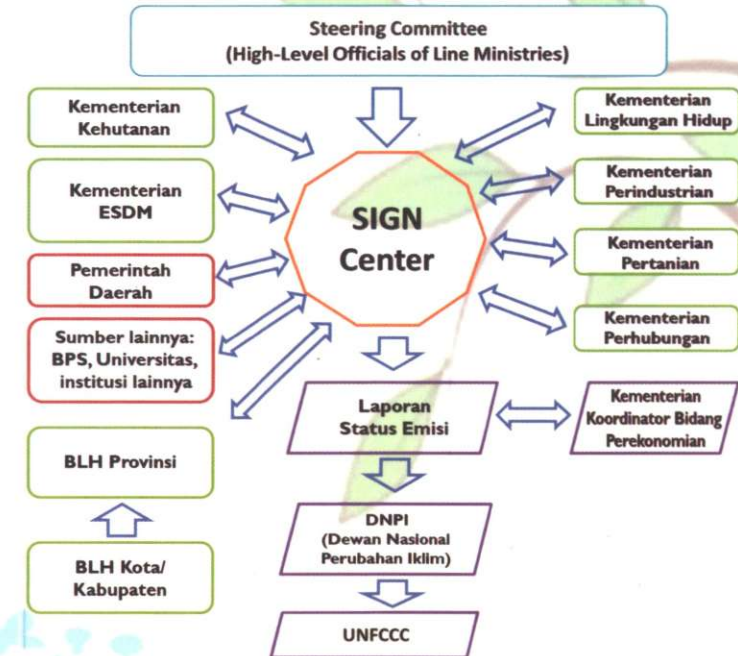 Steering Committee
(High-Level Officials of Line Ministries)
Kementerian
Kehutanan
Kementerian
ESDM
Pemerintah
Daerah
Sumber lainnya:
BPS, Universitas,
institusi lainnya
BLH Provinsi
BLH Kota/
Kabupaten
SIGN
Center
Kementerian
Lingkungan Hidup
Kementerian
Perindustrian
Kementerian
Pertanian
Kementerian
Perhubungan
Laporan
Status Emisi
Kementerian
Koordinator Bidang
Perekonomian
DNPI
(Dewan Nasional
Perubahan Iklim)
UNFCCC